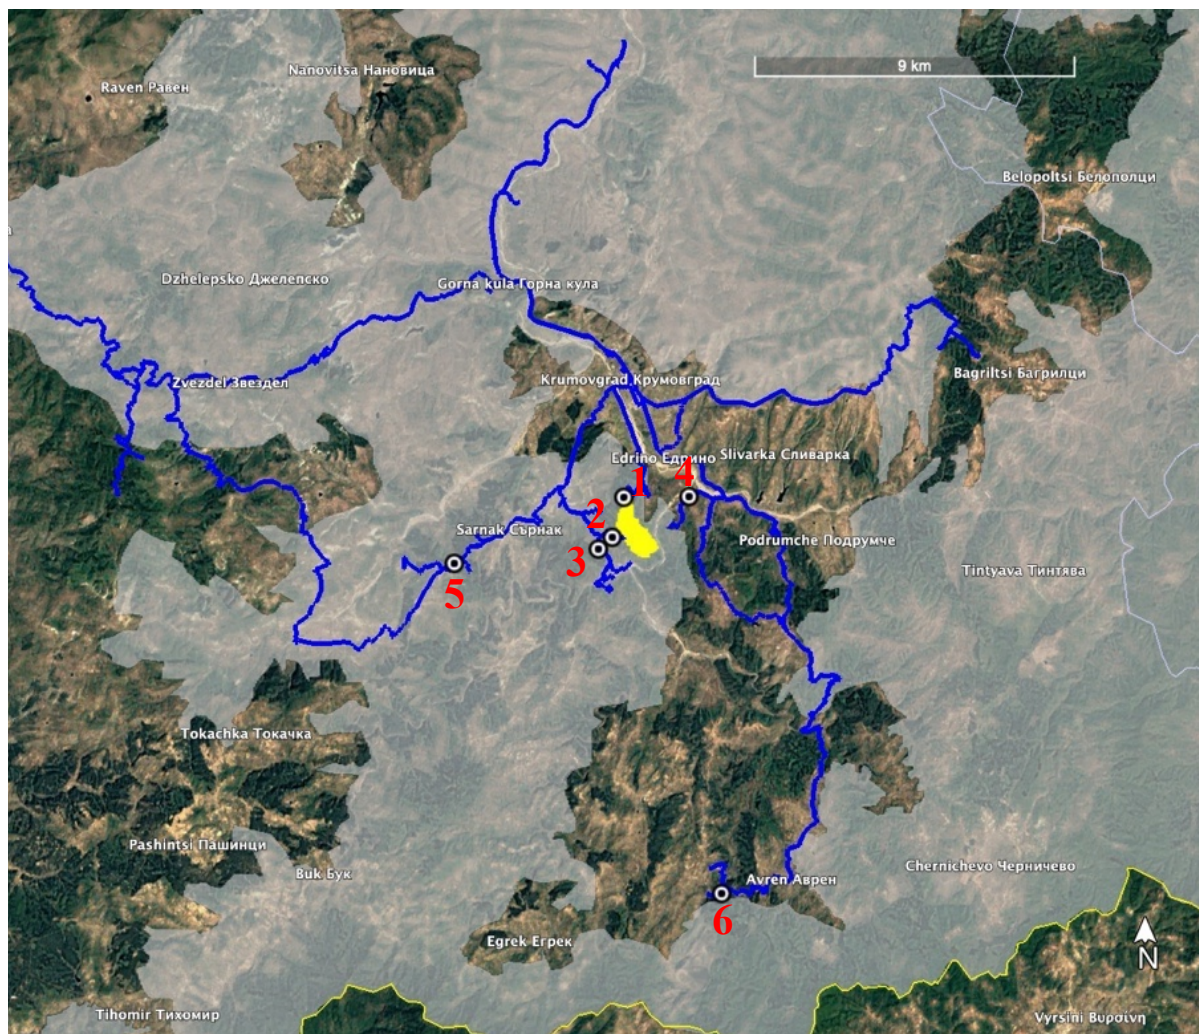 9 km
Nanovitsa Нановица
Raven Равен
Belopoltsi Белополци
Dzhelepsko Джелепско
Gorna kula Горна кула
Zvezdel Звездел
Krumovgrad Крумовград
Bagriltsi Багрилци
Edrino Едрино
Slivarka Сливарка
1
4
2
Sarnak Сърнак
Podrumche Подрумче
3
5
Tintyava Тинтява
Tokachka Токачка
Pashintsi Пашинци
Buk Бук
Chernichevo Черничево
Avren Аврен
6
Egrek Егрек
N
Tihomir Тихомир
Vyrsini Βυρσίνη